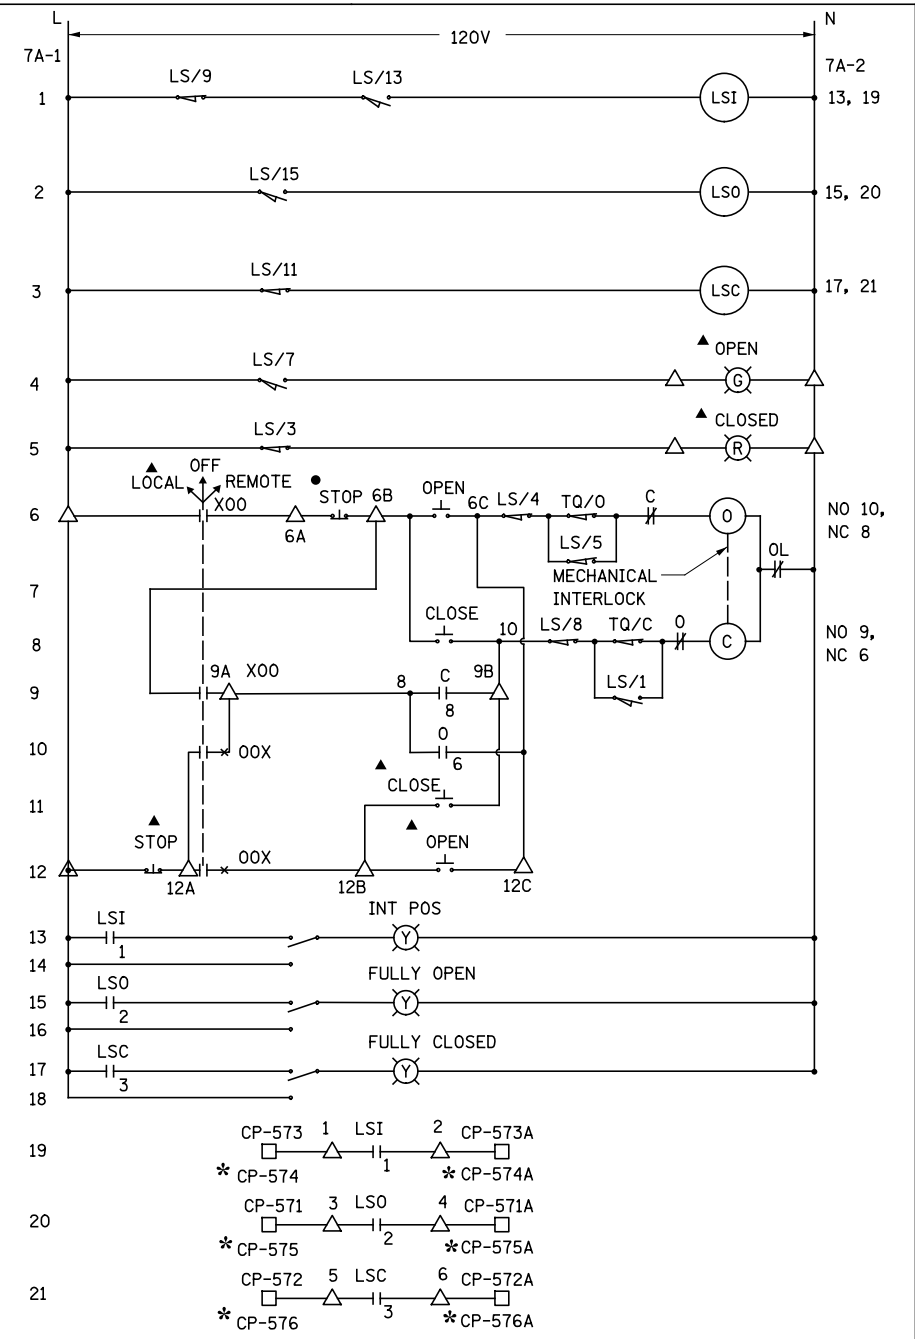 L N
120V
7A-1 7A-2
LS/9 LS/13
1 LSI 13, 19
LS/15
2 LSO 15, 20
LS/11
3 LSC 17, 21
▲ OPEN
LS/7
4 G
▲ CLOSED
LS/3
5 R
▲ OFF
LOCAL REMOTE ●
STOP 6B OPEN 6C LS/4 TQ/O C
6 X00 O NO 10,
6A NC 8
LS/5 OL
MECHANICAL
7 INTERLOCK
CLOSE 10 LS/8 TQ/C O
8 C NO 9,
NC 6
9A X00 8 C 9B LS/1
9 8
O
10 00X 6
▲
CLOSE
11
▲ ▲
STOP OPEN
12 00X
12A 12B 12C
INT POS
LSI
13 Y
1
14
FULLY OPEN
LSO
15 Y
2
16
FULLY CLOSED
LSC
17 Y
3
18
CP-573 1 LSI 2 CP-573A
19
* CP-574 1 * CP-574A
CP-571 3 LSO 4 CP-571A
20
* CP-575 2 * CP-575A
CP-572 5 LSC 6 CP-572A
21
* CP-576 3 * CP-576A